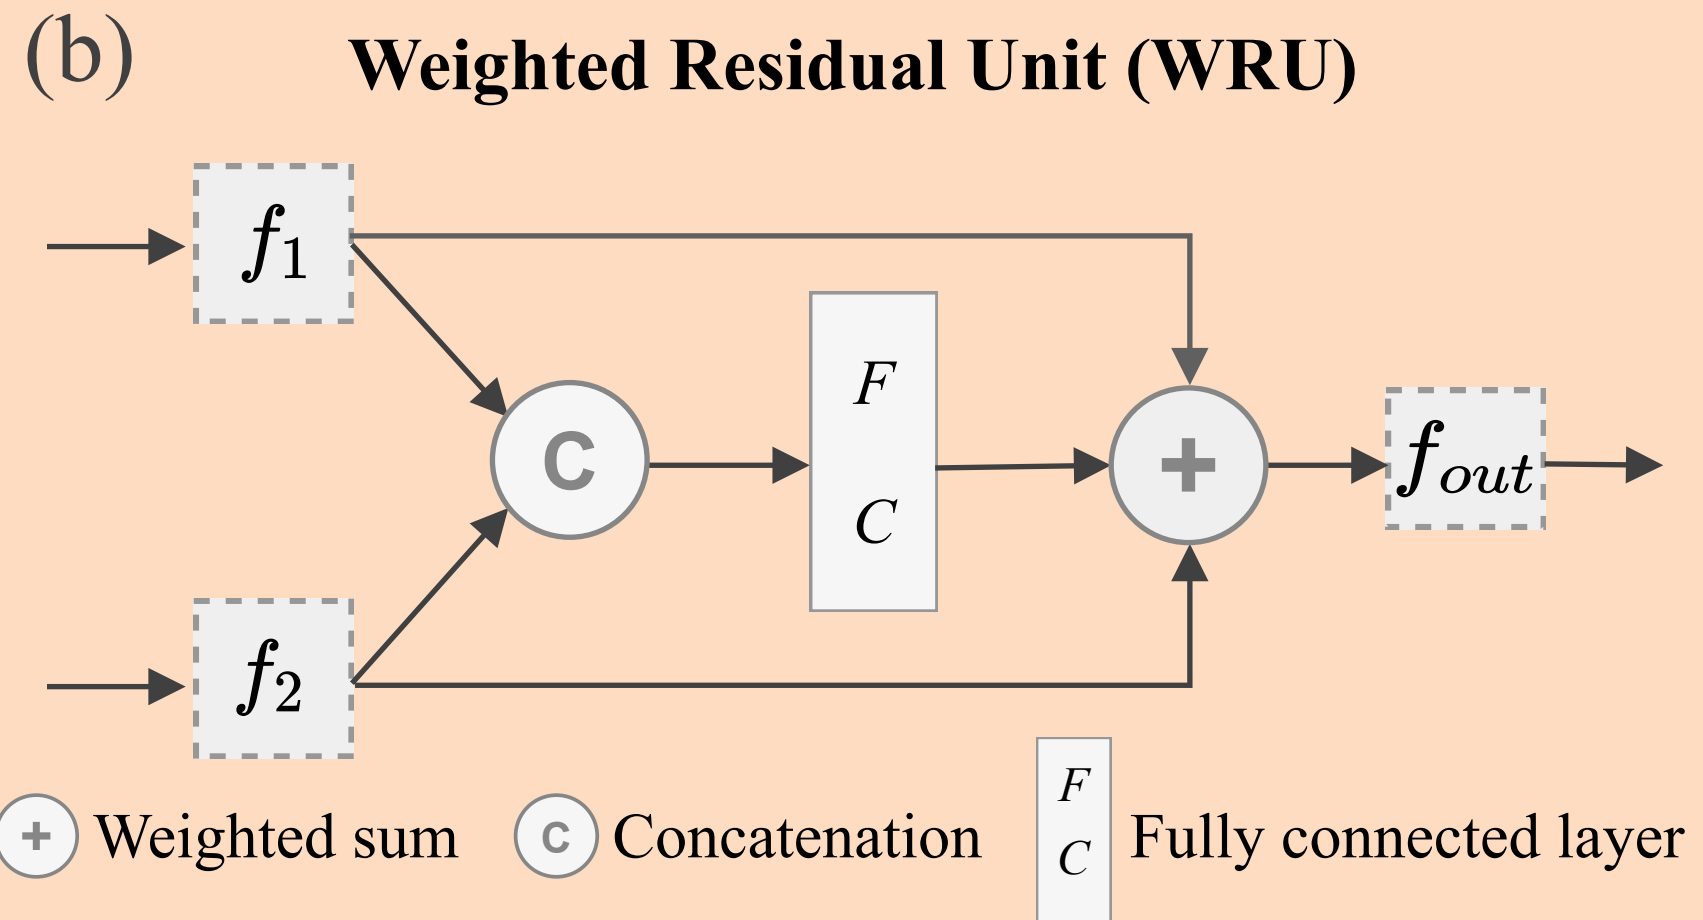 (b)
Weighted Residual Unit (WRU)
f1
F
C
C
+
fout
f2
+ Weighted sum
C Concatenation
F
C
Fully connected layer